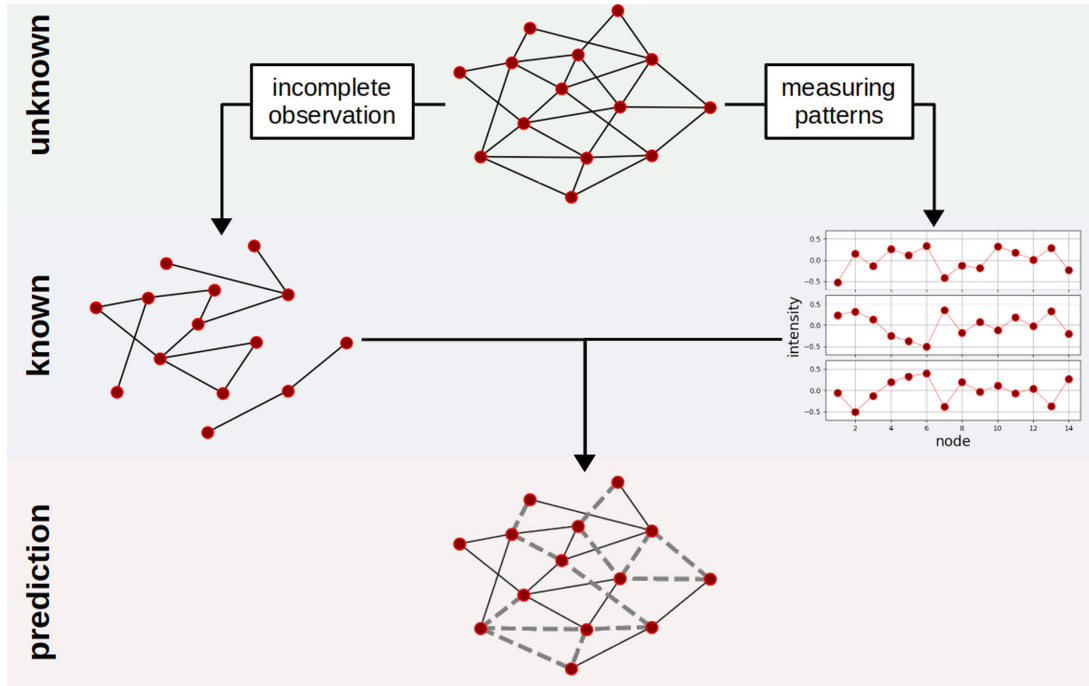 unknown
incomplete
observation
measuring
patterns
known
intensity
0.5
0.0
−0.5
0.5
0.0
−0.5
0.5
0.0
−0.5
2
4
6
8
10
12
14
node
prediction